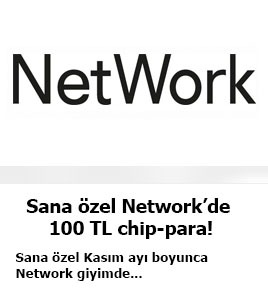 NetWork
Sana özel Network’de
100 TL chip-para!
Sana özel Kasım ayı boyunca
Network giyimde...